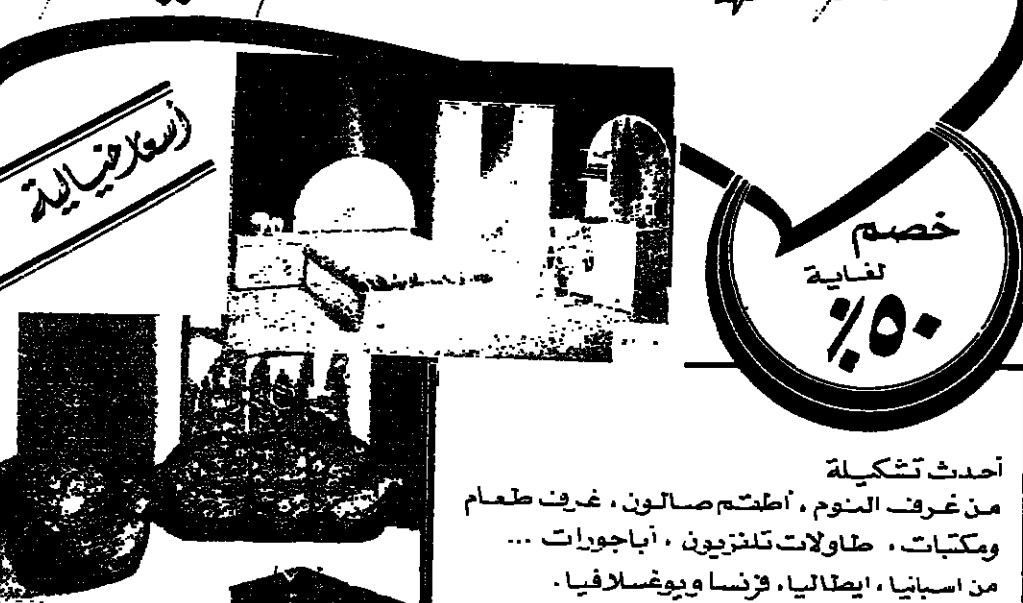 أسعار خيالية
خصم
لغاية
٥٠٪
أحدث تشكيلة
من غرف النوم، أطقم صالون، غرف طعام
ومكتبات، طاولات تلفزيون، أباجورات ...
من اسبانيا، ايطاليا، فرنسا ويوغسلافيا.